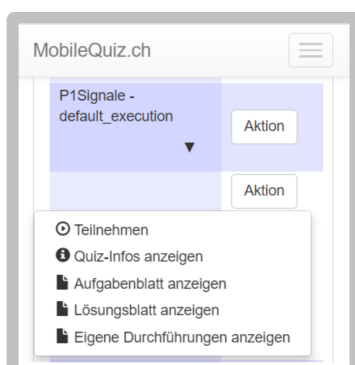 MobileQuiz.ch
P1Signale -
default_execution
Aktion
Aktion
Teilnehmen
Quiz-Infos anzeigen
Aufgabenblatt anzeigen
Lösungsblatt anzeigen
Eigene Durchführungen anzeigen